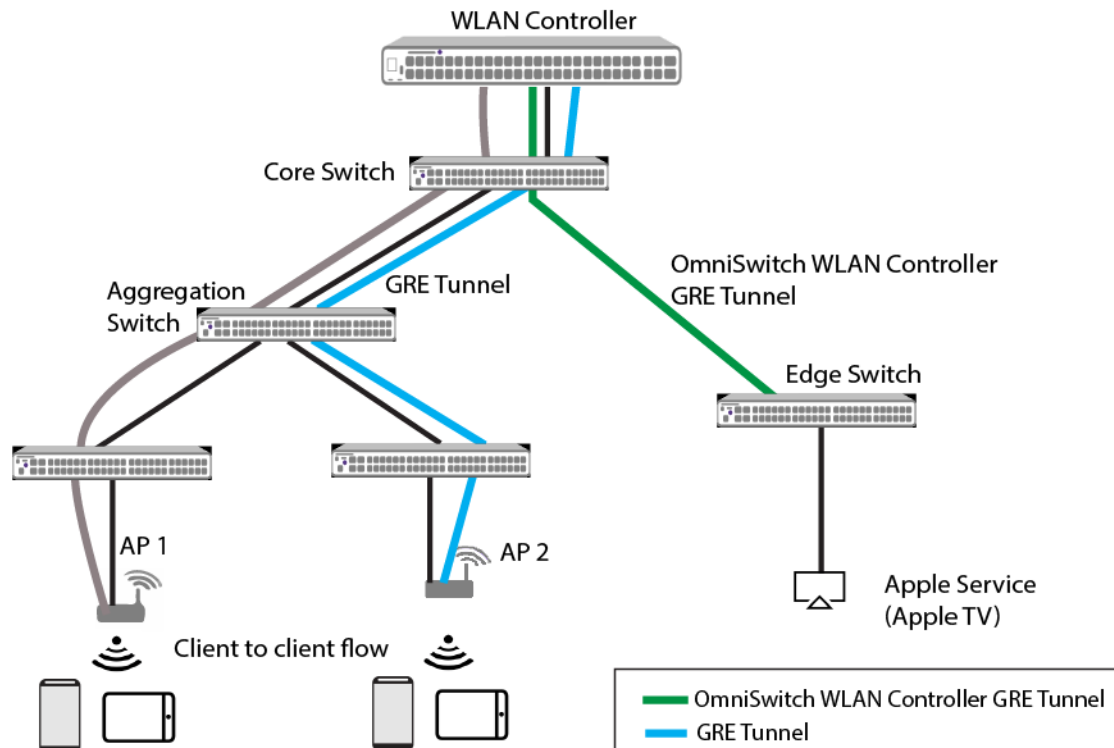 WLAN Controller
Core Switch
GRE Tunnel
OmniSwitch WLAN Controller
GRE Tunnel
Aggregation
Switch
Edge Switch
AP 1
AP 2
Apple Service
(Apple TV)
Client to client flow
OmniSwitch WLAN Controller GRE Tunnel
GRE Tunnel